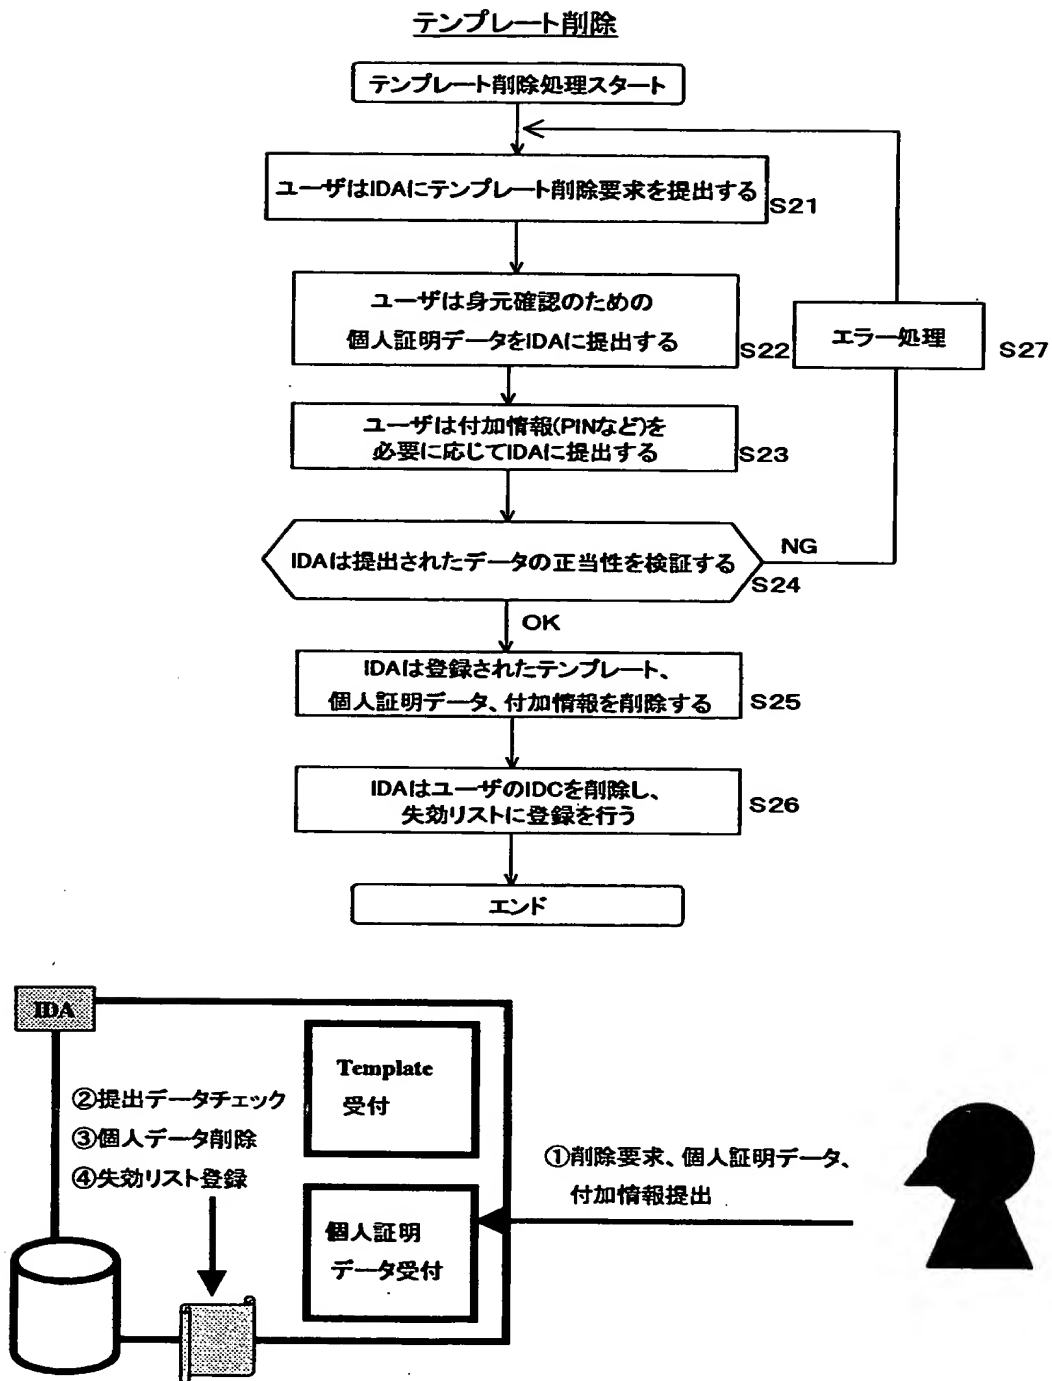 テンプレート削除
テンプレート削除処理スタート
ユーザはIDAにテンプレート削除要求を提出する
S21
ユーザは身元確認のための
個人証明データをIDAに提出する
S22
エラー処理
S27
ユーザは付加情報(PINなど)を
必要に応じてIDAに提出する
S23
IDAは提出されたデータの正当性を検証する
NG
S24
OK
IDAは登録されたテンプレート、
個人証明データ、付加情報を削除する
S25
IDAはユーザのIDCを削除し、
失効リストに登録を行う
S26
エンド
IDA
Template
受付
②提出データチェック
③個人データ削除
④失効リスト登録
①削除要求、個人証明データ、
付加情報提出
個人証明
データ受付